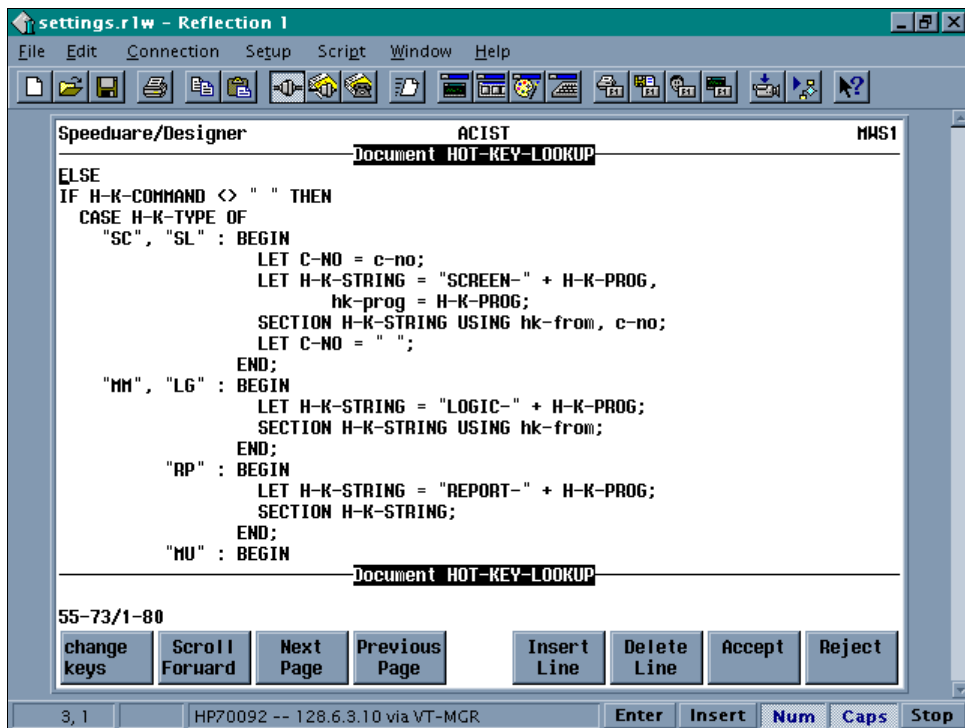 settings.r1w - Reflection 1
File Edit Connection Setup Script Window Help
Speedware/Designer ACIST MWS1
Document HOT-KEY-LOOKUP
ELSE
IF H-K-COMMAND <> " " THEN
CASE H-K-TYPE OF
"SC", "SL" : BEGIN
LET C-NO = c-no;
LET H-K-STRING = "SCREEN-" + H-K-PROG,
hk-prog = H-K-PROG;
SECTION H-K-STRING USING hk-from, c-no;
LET C-NO = " ";
END;
"MM", "LG" : BEGIN
LET H-K-STRING = "LOGIC-" + H-K-PROG;
SECTION H-K-STRING USING hk-from;
END;
"RP" : BEGIN
LET H-K-STRING = "REPORT-" + H-K-PROG;
SECTION H-K-STRING;
END;
"MU" : BEGIN
Document HOT-KEY-LOOKUP
55-73/1-80
change Scroll Next Previous Insert Delete Accept Reject
keys Forward Page Page Line Line
3, 1 HP70092 -- 128.6.3.10 via VT-MGR Enter Insert Num Caps Stop